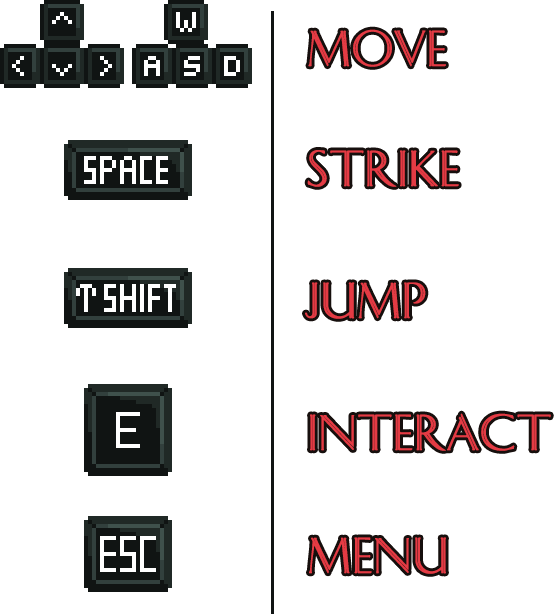 ^ W MOVE
< v > A S D
SPACE STRIKE
↑ SHIFT JUMP
E INTERACT
ESC MENU